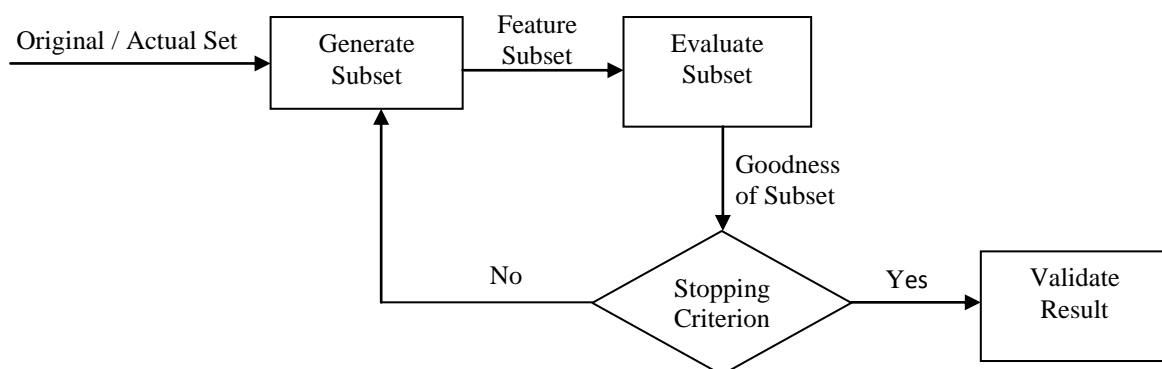 Original / Actual Set
Generate
Subset
Feature
Subset
Evaluate
Subset
Goodness
of Subset
No
Stopping
Criterion
Yes
Validate
Result